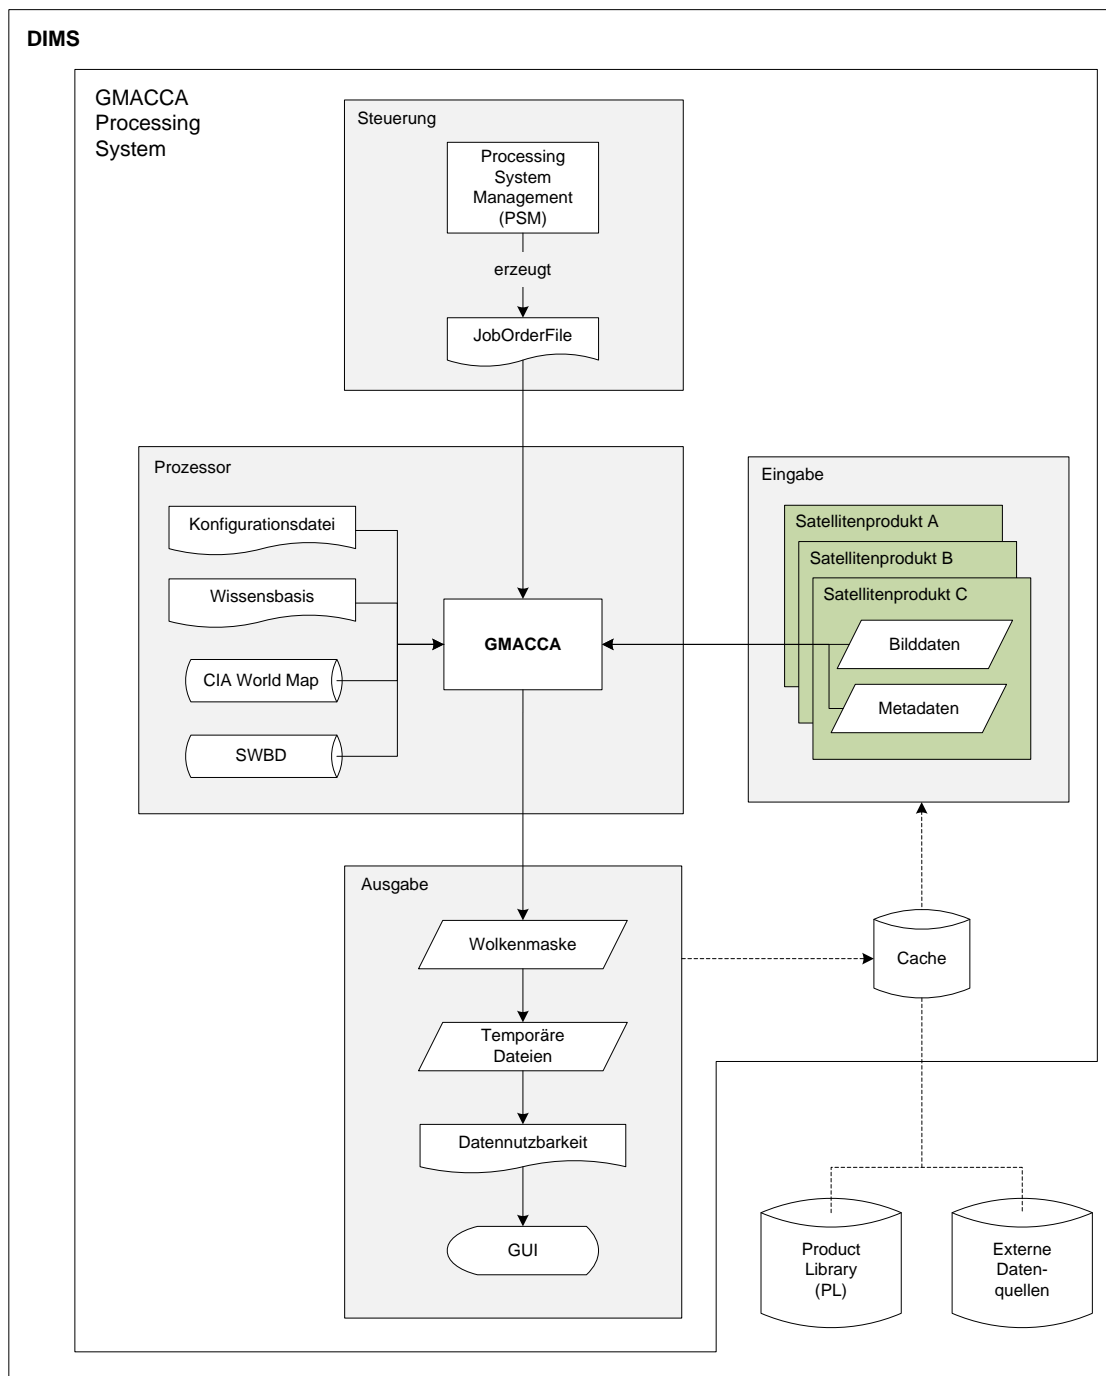 DIMS
GMACCA
Processing
System
Steuerung
Processing
System
Management
(PSM)
erzeugt
JobOrderFile
Prozessor
Konfigurationsdatei
Wissensbasis
CIA World Map
SWBD
GMACCA
Eingabe
Satellitenprodukt A
Satellitenprodukt B
Satellitenprodukt C
Bilddaten
Metadaten
Ausgabe
Wolkenmaske
Temporäre
Dateien
Datennutzbarkeit
GUI
Cache
Product
Library
(PL)
Externe
Daten-
quellen